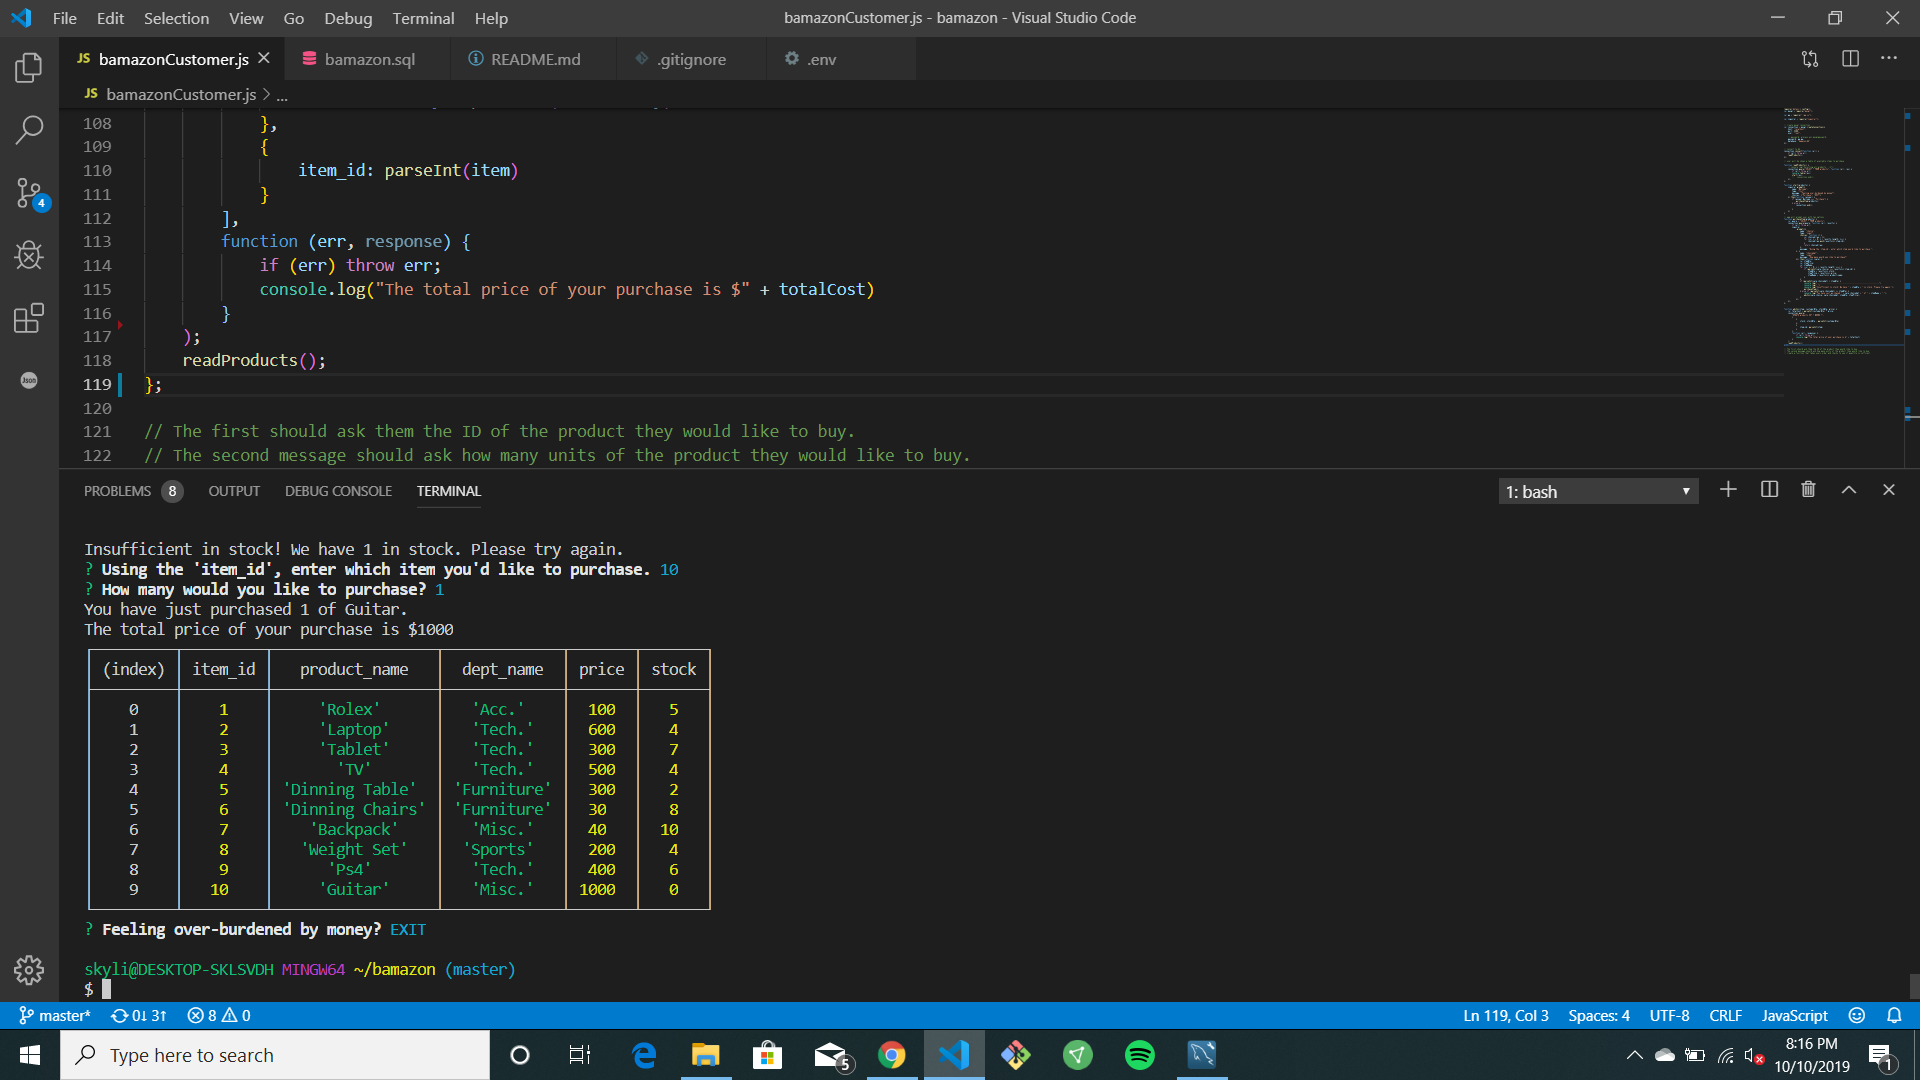 File Edit Selection View Go Debug Terminal Help bamazonCustomer.js - bamazon - Visual Studio Code
JS bamazonCustomer.js bamazon.sql README.md .gitignore .env
JS bamazonCustomer.js > ...
108 },
109 {
110 item_id: parseInt(item)
111 }
112 ],
113 function (err, response) {
114 if (err) throw err;
115 console.log("The total price of your purchase is $" + totalCost)
116 }
117 );
118 readProducts();
119 };
120
121 // The first should ask them the ID of the product they would like to buy.
122 // The second message should ask how many units of the product they would like to buy.
4
Json
PROBLEMS 8 OUTPUT DEBUG CONSOLE TERMINAL 1: bash
Insufficient in stock! We have 1 in stock. Please try again.
? Using the 'item_id', enter which item you'd like to purchase. 10
? How many would you like to purchase? 1
You have just purchased 1 of Guitar.
The total price of your purchase is $1000
(index) item_id product_name dept_name price stock
0 1 'Rolex' 'Acc.' 100 5
1 2 'Laptop' 'Tech.' 600 4
2 3 'Tablet' 'Tech.' 300 7
3 4 'TV' 'Tech.' 500 4
4 5 'Dinning Table' 'Furniture' 300 2
5 6 'Dinning Chairs' 'Furniture' 30 8
6 7 'Backpack' 'Misc.' 40 10
7 8 'Weight Set' 'Sports' 200 4
8 9 'Ps4' 'Tech.' 400 6
9 10 'Guitar' 'Misc.' 1000 0
? Feeling over-burdened by money? EXIT
skyli@DESKTOP-SKLSVDH MINGW64 ~/bamazon (master)
$
master* 0↓ 3↑ 8 0 Ln 119, Col 3 Spaces: 4 UTF-8 CRLF JavaScript
Type here to search 5 8:16 PM
10/10/2019 1